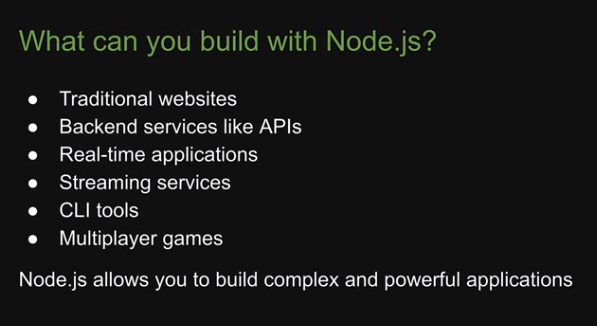 What can you build with Node.js?
● Traditional websites
● Backend services like APIs
● Real-time applications
● Streaming services
● CLI tools
● Multiplayer games
Node.js allows you to build complex and powerful applications